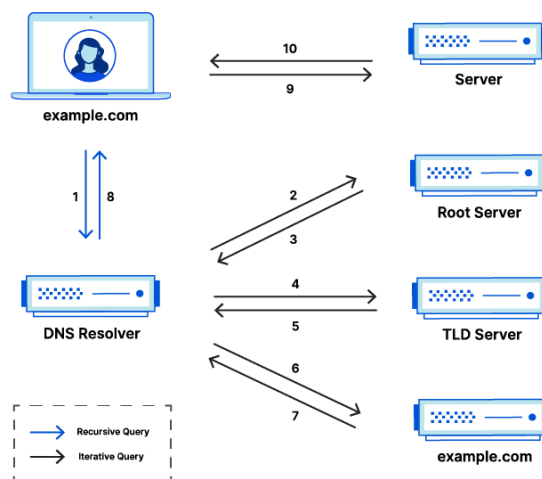 10
9
Server
example.com
1
8
2
3
Root Server
4
5
DNS Resolver
TLD Server
6
7
Recursive Query
Iterative Query
example.com